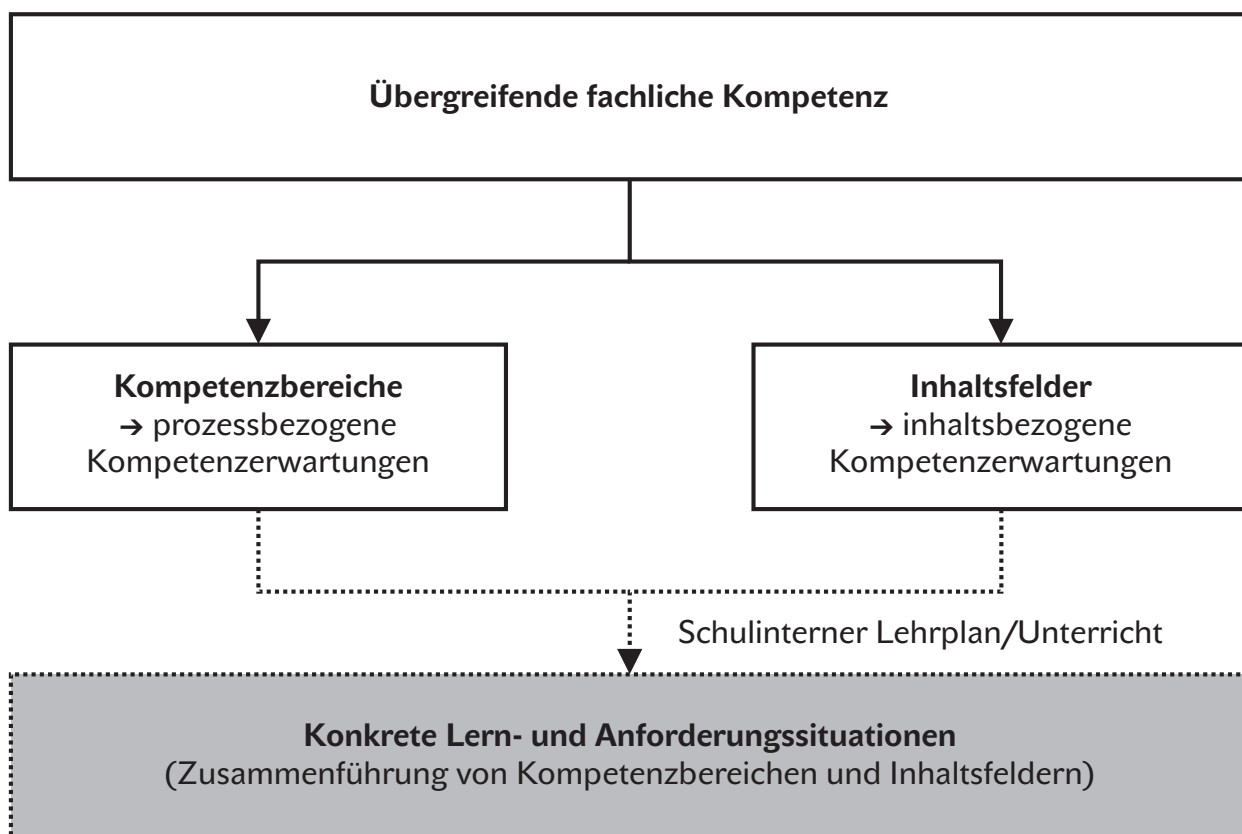 Übergreifende fachliche Kompetenz
Kompetenzbereiche
➔ prozessbezogene
Kompetenzerwartungen
Inhaltsfelder
➔ inhaltsbezogene
Kompetenzerwartungen
Schulinterner Lehrplan/Unterricht
Konkrete Lern- und Anforderungssituationen
(Zusammenführung von Kompetenzbereichen und Inhaltsfeldern)